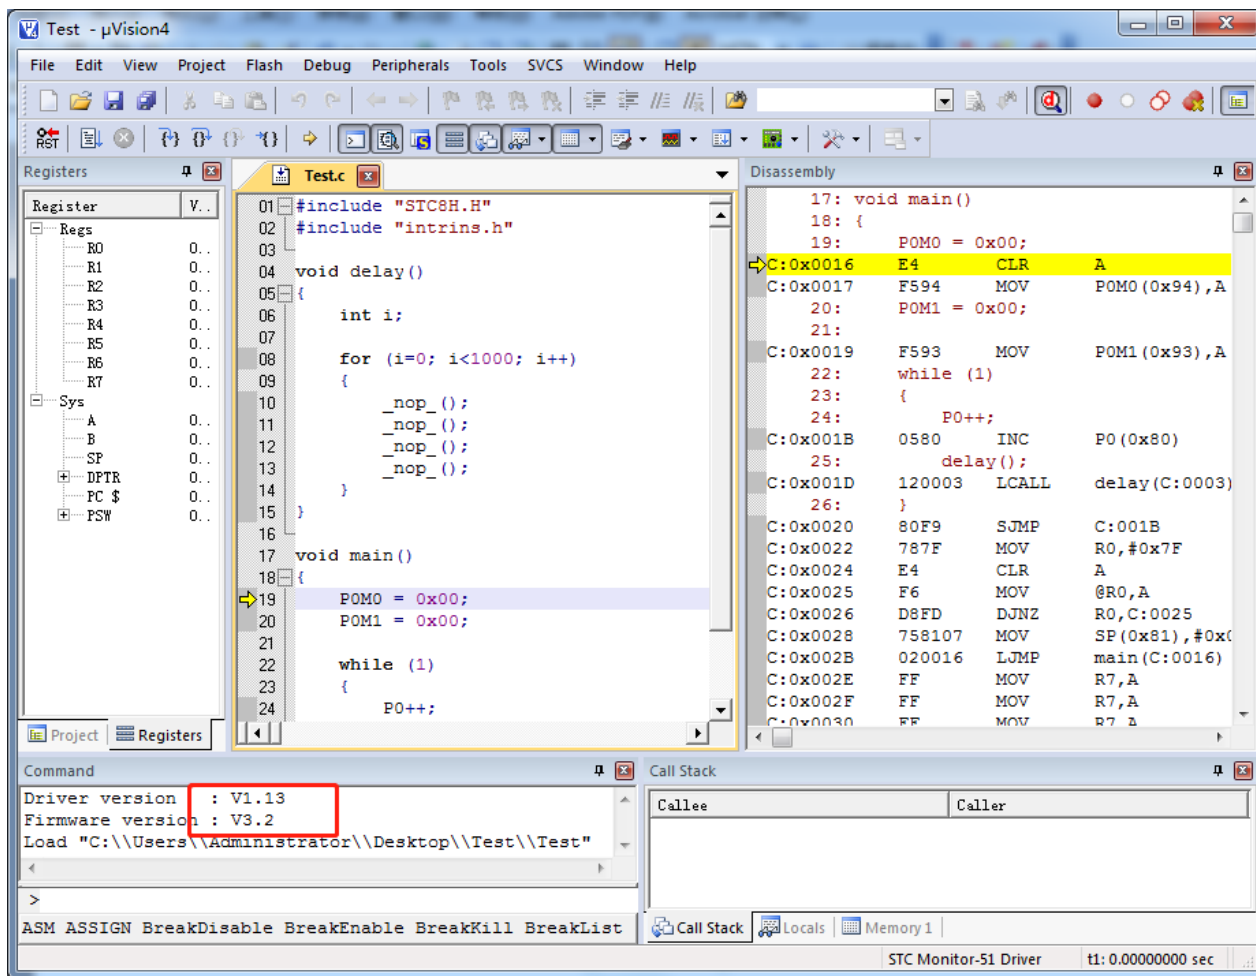 Test - µVision4
File Edit View Project Flash Debug Peripherals Tools SVCS Window Help
RST
Registers
Register V..
Regs
R0 0..
R1 0..
R2 0..
R3 0..
R4 0..
R5 0..
R6 0..
R7 0..
Sys
A 0..
B 0..
SP 0..
DPTR 0..
PC $ 0..
PSW 0..
Project Registers
Test.c
01 #include "STC8H.H"
02 #include "intrins.h"
03
04 void delay()
05 {
06 int i;
07
08 for (i=0; i<1000; i++)
09 {
10 _nop_();
11 _nop_();
12 _nop_();
13 _nop_();
14 }
15 }
16
17 void main()
18 {
19 P0M0 = 0x00;
20 P0M1 = 0x00;
21
22 while (1)
23 {
24 P0++;
Disassembly
17: void main()
18: {
19: P0M0 = 0x00;
C:0x0016 E4 CLR A
C:0x0017 F594 MOV P0M0(0x94),A
20: P0M1 = 0x00;
21:
C:0x0019 F593 MOV P0M1(0x93),A
22: while (1)
23: {
24: P0++;
C:0x001B 0580 INC P0(0x80)
25: delay();
C:0x001D 120003 LCALL delay(C:0003)
26: }
C:0x0020 80F9 SJMP C:001B
C:0x0022 787F MOV R0,#0x7F
C:0x0024 E4 CLR A
C:0x0025 F6 MOV @R0,A
C:0x0026 D8FD DJNZ R0,C:0025
C:0x0028 758107 MOV SP(0x81),#0x0
C:0x002B 020016 LJMP main(C:0016)
C:0x002E FF MOV R7,A
C:0x002F FF MOV R7,A
C:0x0030 FF MOV R7,A
Command
Driver version : V1.13
Firmware version : V3.2
Load "C:\\Users\\Administrator\\Desktop\\Test\\Test"
>
ASM ASSIGN BreakDisable BreakEnable BreakKill BreakList
Call Stack
Callee Caller
Call Stack Locals Memory 1
STC Monitor-51 Driver t1: 0.00000000 sec